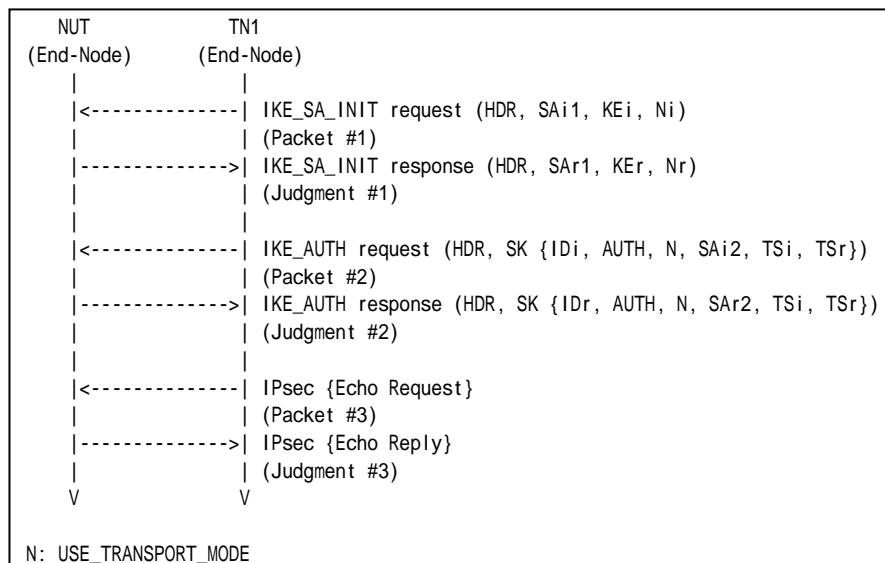 NUT TN1
(End-Node) (End-Node)
| |
|<--------------| IKE_SA_INIT request (HDR, SAi1, KEi, Ni)
| | (Packet #1)
|-------------->| IKE_SA_INIT response (HDR, SAr1, KEr, Nr)
| | (Judgment #1)
| |
|<--------------| IKE_AUTH request (HDR, SK {IDi, AUTH, N, SAi2, TSi, TSr})
| | (Packet #2)
|-------------->| IKE_AUTH response (HDR, SK {IDr, AUTH, N, SAr2, TSi, TSr})
| | (Judgment #2)
| |
|<--------------| IPsec {Echo Request}
| | (Packet #3)
|-------------->| IPsec {Echo Reply}
| | (Judgment #3)
V V
N: USE_TRANSPORT_MODE